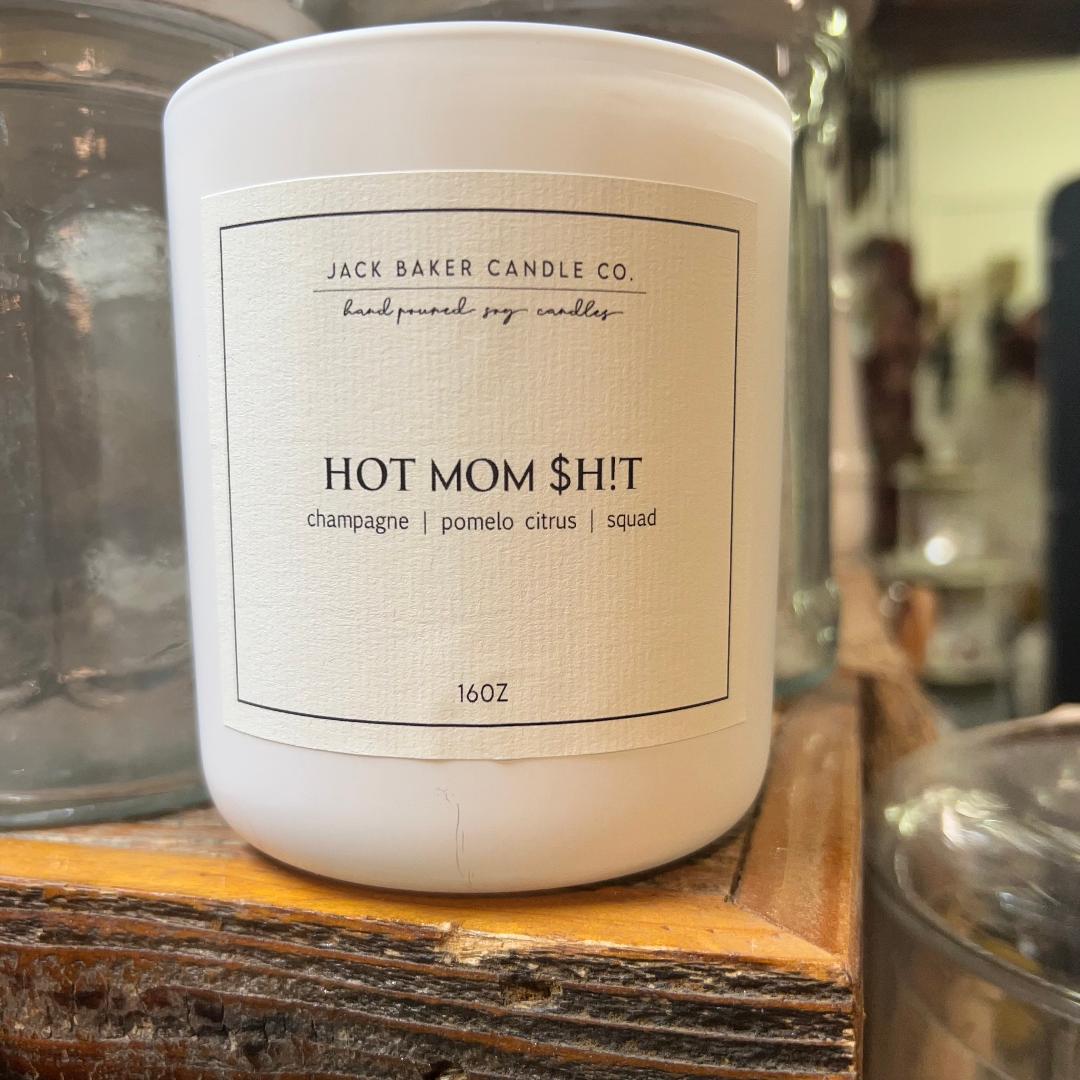 JACK BAKER CANDLE CO.
hand poured soy candles
HOT MOM $H!T
champagne | pomelo citrus | squad
16OZ